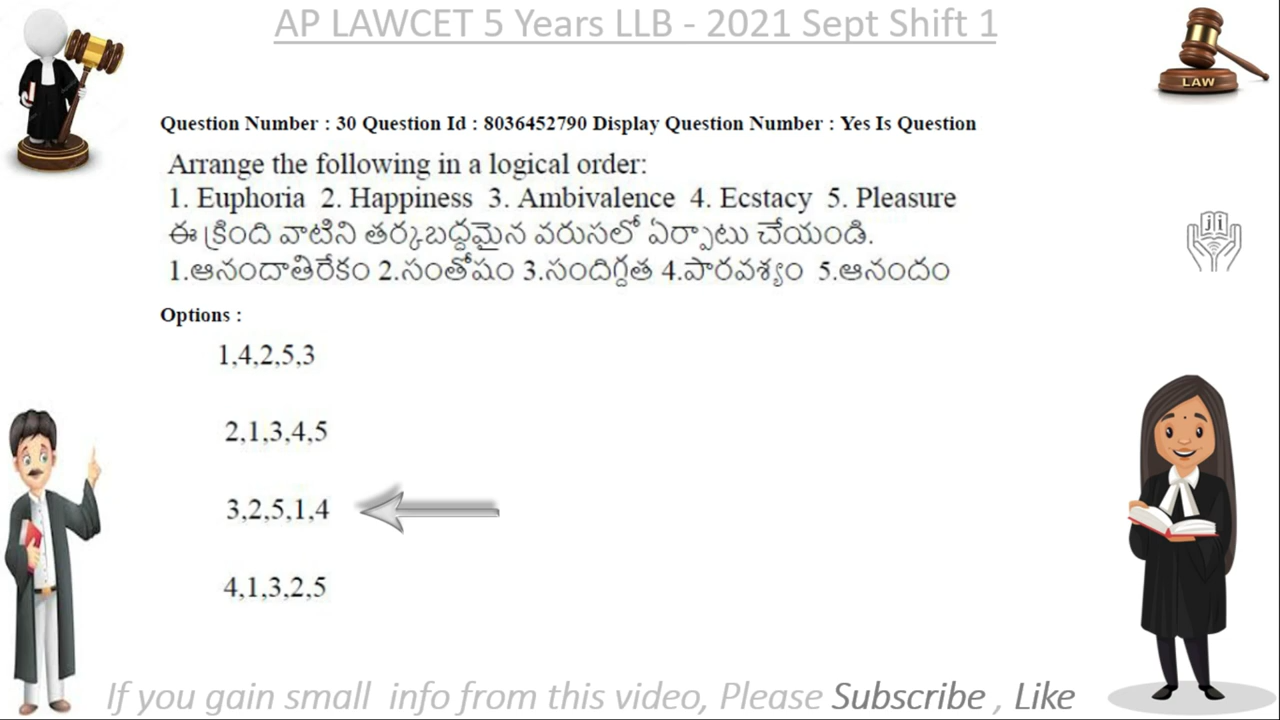 AP LAWCET 5 Years LLB - 2021 Sept Shift 1
LAW
Question Number : 30 Question Id : 8036452790 Display Question Number : Yes Is Question
Arrange the following in a logical order:
1. Euphoria 2. Happiness 3. Ambivalence 4. Ecstacy 5. Pleasure
ఈ క్రింది వాటిని తర్కబద్దమైన వరుసలో ఏర్పాటు చేయండి.
1.ఆనందాతిరేకం 2.సంతోషం 3.సందిగ్దత 4.పారవశ్యం 5.ఆనందం
Options :
1,4,2,5,3
2,1,3,4,5
3,2,5,1,4
4,1,3,2,5
If you gain small info from this video, Please Subscribe , Like